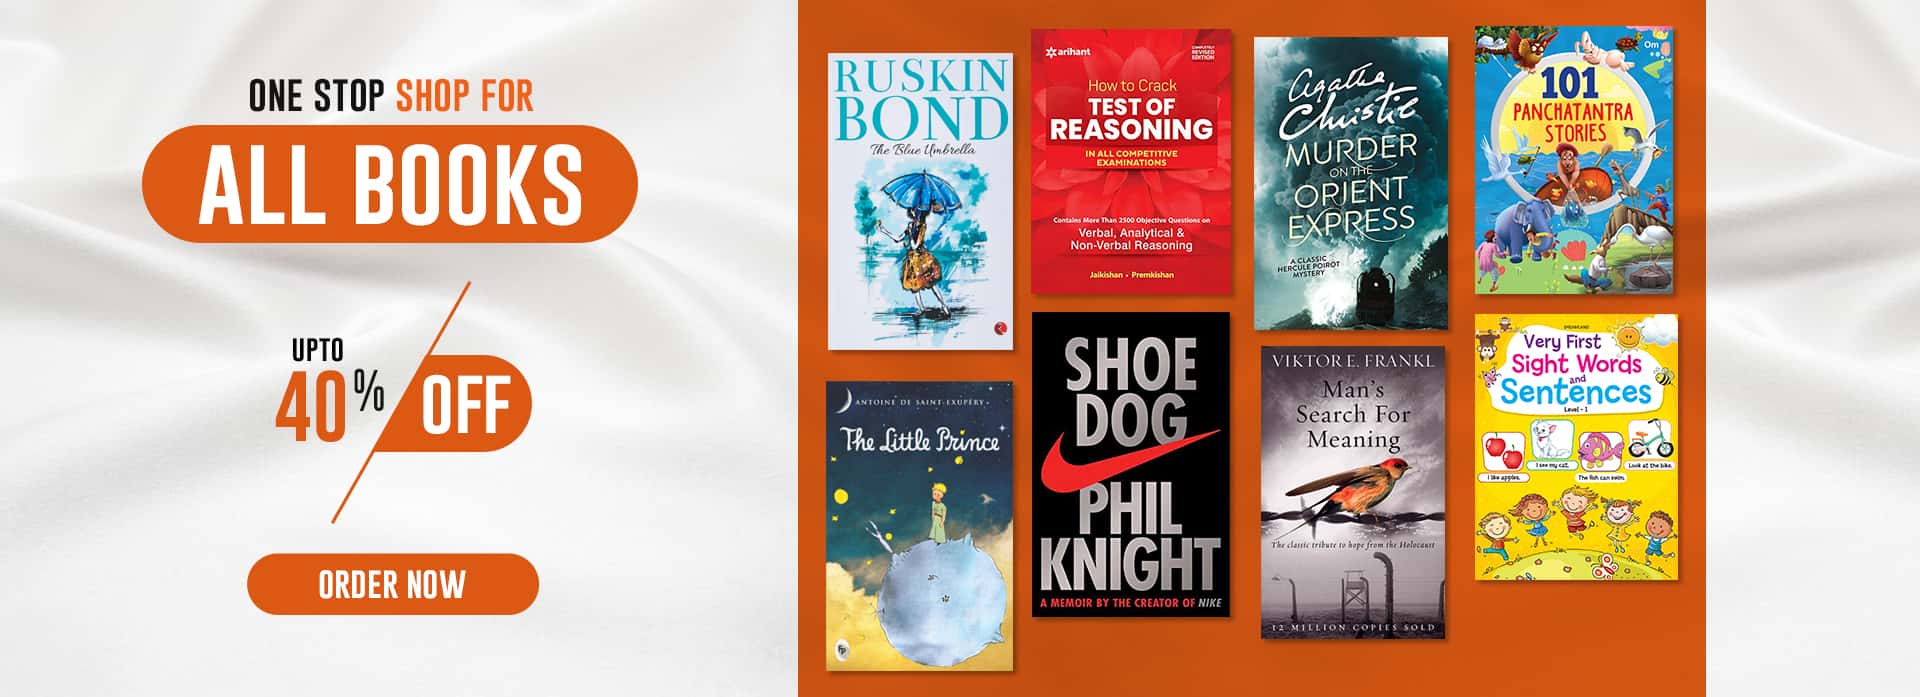 ONE STOP SHOP FOR
ALL BOOKS
UPTO
40% OFF
ORDER NOW
RUSKIN
BOND
The Blue Umbrella
arihant
COMPLETELY
REVISED
EDITION
How to Crack
TEST OF
REASONING
IN ALL COMPETITIVE
EXAMINATIONS
Contains More Than 2500 Objective Questions on
Verbal, Analytical &
Non-Verbal Reasoning
Jaikishan • Premkishan
Agatha
Christie
MURDER
ON THE
ORIENT
EXPRESS
A CLASSIC
HERCULE POIROT
MYSTERY
Om
101
PANCHATANTRA
STORIES
ANTOINE DE SAINT-EXUPÉRY
The Little Prince
FP
SHOE
DOG
PHIL
KNIGHT
A MEMOIR BY THE CREATOR OF NIKE
VIKTOR E. FRANKL
Man's
Search For
Meaning
The classic tribute to hope from the Holocaust
12 MILLION COPIES SOLD
DREAMLAND
Very First
Sight Words
and
Sentences
Level - 1
I like apples.
I see my cat.
The fish can swim.
Look at the bike.